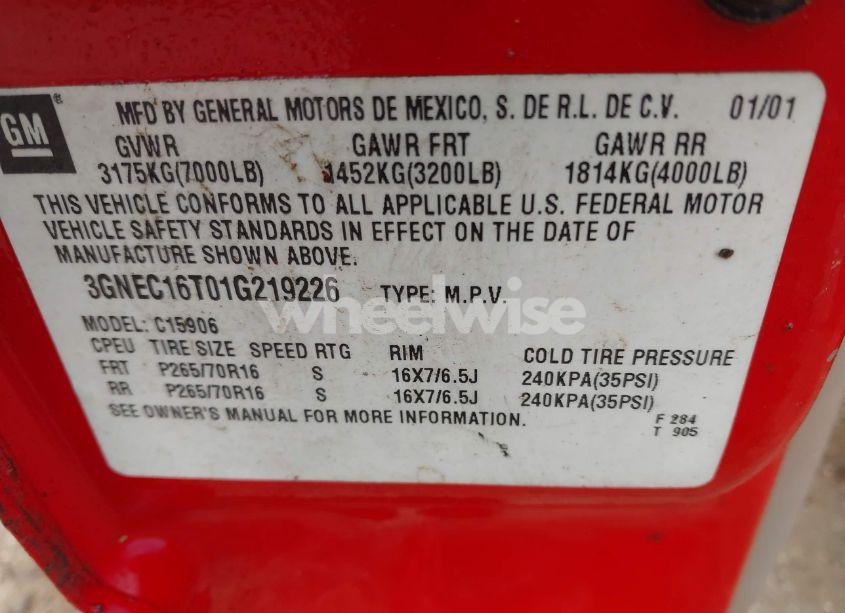 GM
MFD BY GENERAL MOTORS DE MEXICO, S. DE R.L. DE C.V. 01/01
GVWR GAWR FRT GAWR RR
3175KG(7000LB) 1452KG(3200LB) 1814KG(4000LB)
THIS VEHICLE CONFORMS TO ALL APPLICABLE U.S. FEDERAL MOTOR
VEHICLE SAFETY STANDARDS IN EFFECT ON THE DATE OF
MANUFACTURE SHOWN ABOVE.
3GNEC16T01G219226 TYPE: M.P.V.
wheelwise
MODEL: C15906
CPEU TIRE SIZE SPEED RTG RIM COLD TIRE PRESSURE
FRT P265/70R16 S 16X7/6.5J 240KPA(35PSI)
RR P265/70R16 S 16X7/6.5J 240KPA(35PSI)
SEE OWNER'S MANUAL FOR MORE INFORMATION.
F 284
T 905